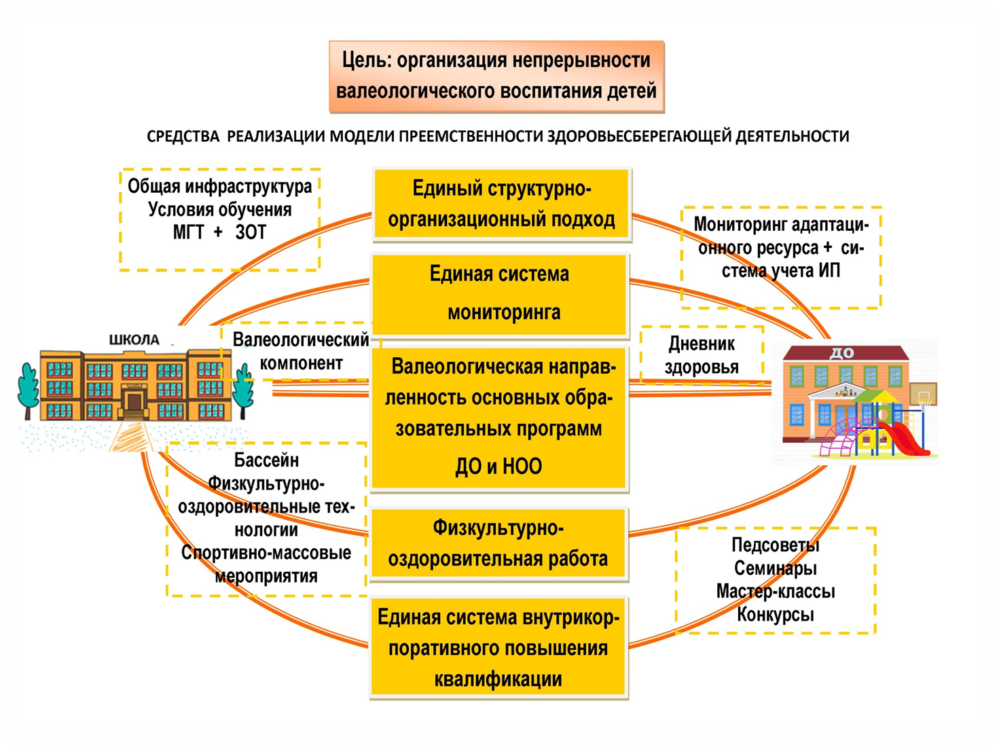 Цель: организация непрерывности
валеологического воспитания детей
СРЕДСТВА РЕАЛИЗАЦИИ МОДЕЛИ ПРЕЕМСТВЕННОСТИ ЗДОРОВЬЕСБЕРЕГАЮЩЕЙ ДЕЯТЕЛЬНОСТИ
Общая инфраструктура
Условия обучения
МГТ + ЗОТ
Единый структурно-
организационный подход
Мониторинг адаптаци-
онного ресурса + си-
стема учета ИП
Единая система
мониторинга
ШКОЛА
Валеологический
компонент
Валеологическая направ-
ленность основных обра-
зовательных программ
ДО и НОО
Дневник
здоровья
ДО
Бассейн
Физкультурно-
оздоровительные тех-
нологии
Спортивно-массовые
мероприятия
Физкультурно-
оздоровительная работа
Педсоветы
Семинары
Мастер-классы
Конкурсы
Единая система внутрикор-
поративного повышения
квалификации